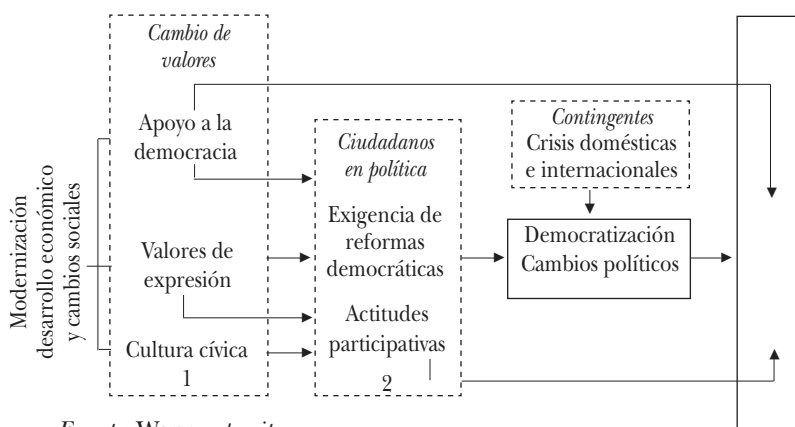 Modernización
desarrollo económico
y cambios sociales
Cambio de
valores
Apoyo a la
democracia
Valores de
expresión
Cultura cívica
1
Ciudadanos
en política
Exigencia de
reformas
democráticas
Actitudes
participativas
2
Contingentes
Crisis domésticas
e internacionales
Democratización
Cambios políticos